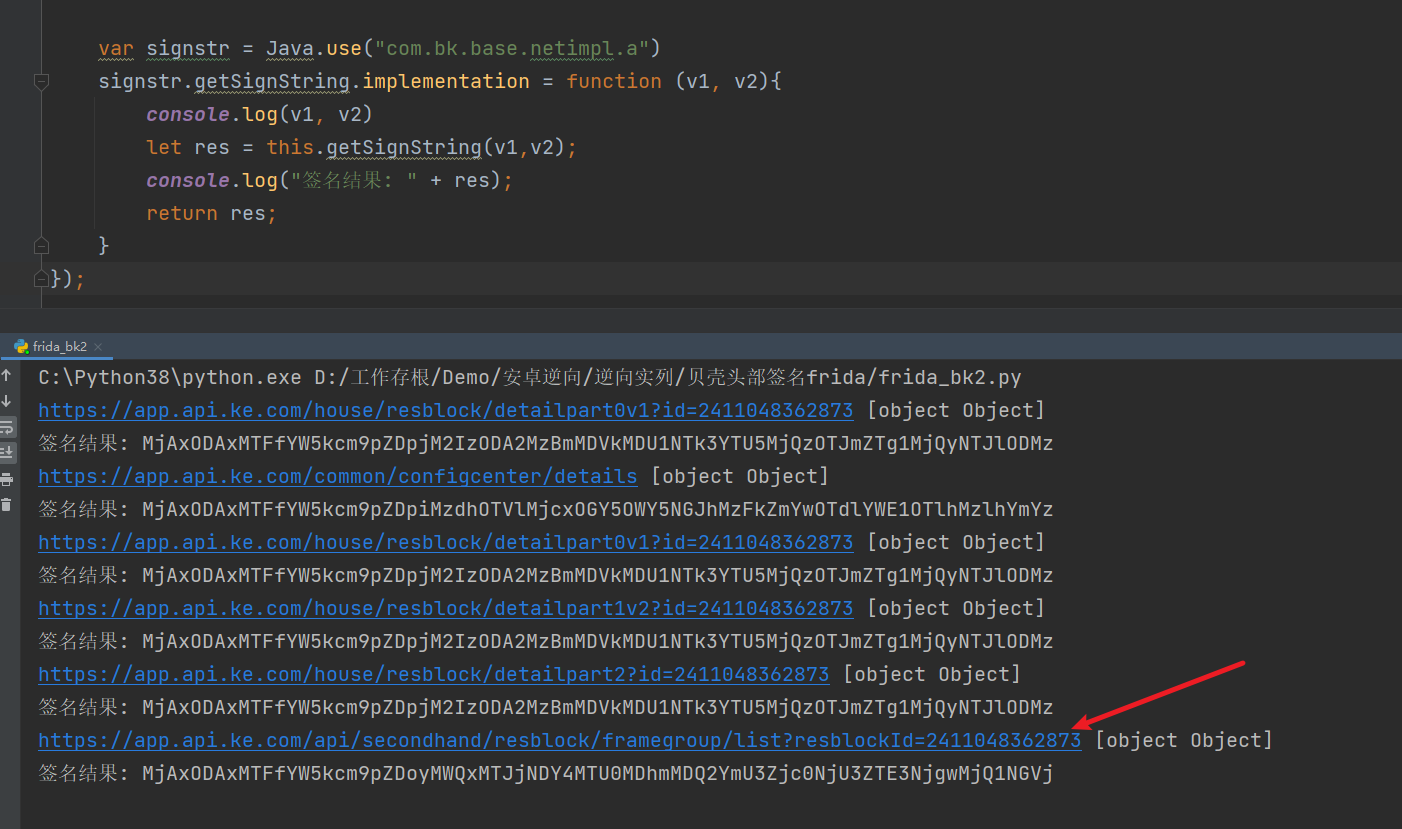 var signstr = Java.use("com.bk.base.netimpl.a")
signstr.getSignString.implementation = function (v1, v2){
console.log(v1, v2)
let res = this.getSignString(v1,v2);
console.log("签名结果: " + res);
return res;
}
});
frida_bk2
C:\Python38\python.exe D:/工作存根/Demo/安卓逆向/逆向实列/贝壳头部签名frida/frida_bk2.py
https://app.api.ke.com/house/resblock/detailpart0v1?id=2411048362873 [object Object]
签名结果: MjAxODAxMTFfYW5kcm9pZDpjM2IzODA2MzBmMDVkMDU1NTk3YTU5MjQzOTJmZTg1MjQyNTJlODMz
https://app.api.ke.com/common/configcenter/details [object Object]
签名结果: MjAxODAxMTFfYW5kcm9pZDpiMzdhOTVlMjcxOGY5OWY5NGJhMzFkZmYwOTdlYWE1OTlhMzlhYmYz
https://app.api.ke.com/house/resblock/detailpart0v1?id=2411048362873 [object Object]
签名结果: MjAxODAxMTFfYW5kcm9pZDpjM2IzODA2MzBmMDVkMDU1NTk3YTU5MjQzOTJmZTg1MjQyNTJlODMz
https://app.api.ke.com/house/resblock/detailpart1v2?id=2411048362873 [object Object]
签名结果: MjAxODAxMTFfYW5kcm9pZDpjM2IzODA2MzBmMDVkMDU1NTk3YTU5MjQzOTJmZTg1MjQyNTJlODMz
https://app.api.ke.com/house/resblock/detailpart2?id=2411048362873 [object Object]
签名结果: MjAxODAxMTFfYW5kcm9pZDpjM2IzODA2MzBmMDVkMDU1NTk3YTU5MjQzOTJmZTg1MjQyNTJlODMz
https://app.api.ke.com/api/secondhand/resblock/framegroup/list?resblockId=2411048362873 [object Object]
签名结果: MjAxODAxMTFfYW5kcm9pZDoyMWQxMTJjNDY4MTU0MDhmMDQ2YmU3Zjc0NjU3ZTE3NjgwMjQ1NGVj